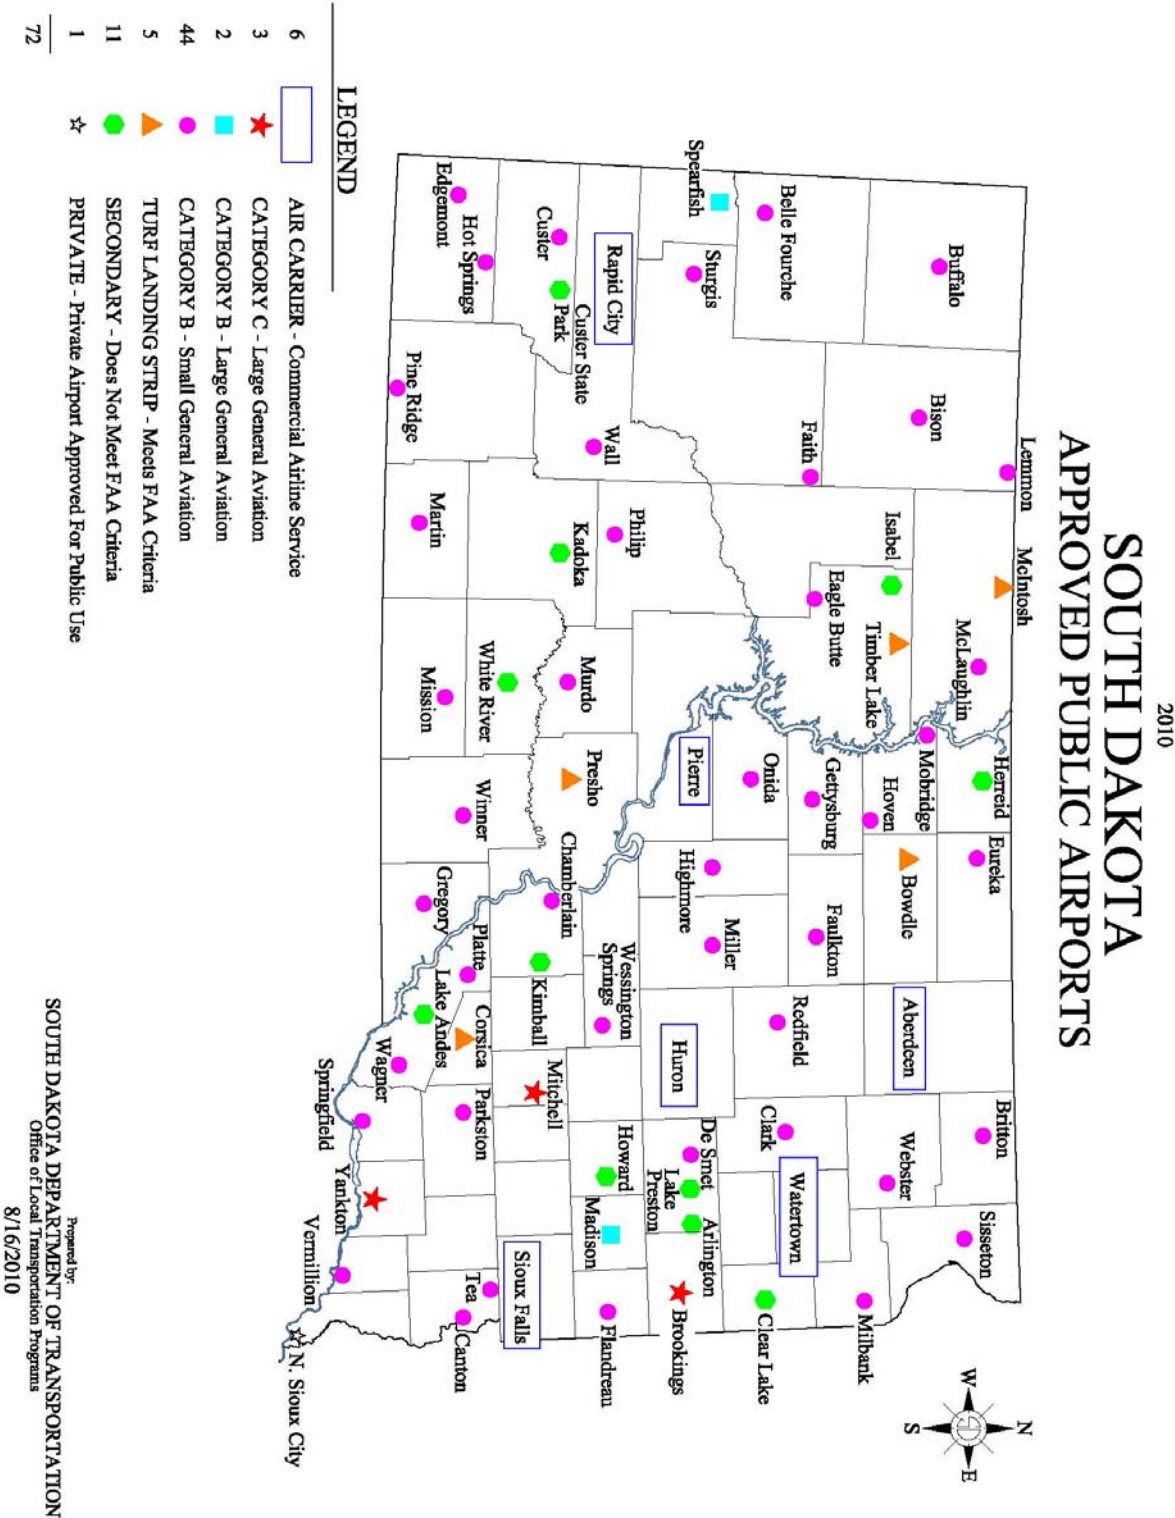 2010
SOUTH DAKOTA
APPROVED PUBLIC AIRPORTS
Lemmon
McIntosh
Buffalo
Bison
McLaughlin
Herreid
Eureka
Britton
Sisseton
Isabel
Timber Lake
Mobridge
Hoven
Bowdle
Aberdeen
Webster
Milbank
Belle Fourche
Faith
Eagle Butte
Gettysburg
Faulkton
Redfield
Clark
Watertown
Clear Lake
Spearfish
Sturgis
Onida
Pierre
Highmore
Miller
Huron
De Smet
Lake
Preston
Arlington
Brookings
Rapid City
Wall
Philip
Wessington
Springs
Howard
Madison
Flandreau
Custer
Custer State
Park
Kadoka
Murdo
Presho
Chamberlain
Kimball
Mitchell
Sioux Falls
Edgemont
Hot Springs
White River
Winner
Platte
Corsica
Parkston
Tea
Canton
Pine Ridge
Martin
Mission
Gregory
Lake Andes
Wagner
Springfield
Yankton
Vermillion
N. Sioux City
N
W
E
S
SD
LEGEND
6 AIR CARRIER - Commercial Airline Service
3 CATEGORY C - Large General Aviation
2 CATEGORY B - Large General Aviation
44 CATEGORY B - Small General Aviation
5 TURF LANDING STRIP - Meets FAA Criteria
11 SECONDARY - Does Not Meet FAA Criteria
1 PRIVATE - Private Airport Approved For Public Use
72
Prepared by:
SOUTH DAKOTA DEPARTMENT OF TRANSPORTATION
Office of Local Transportation Programs
8/16/2010